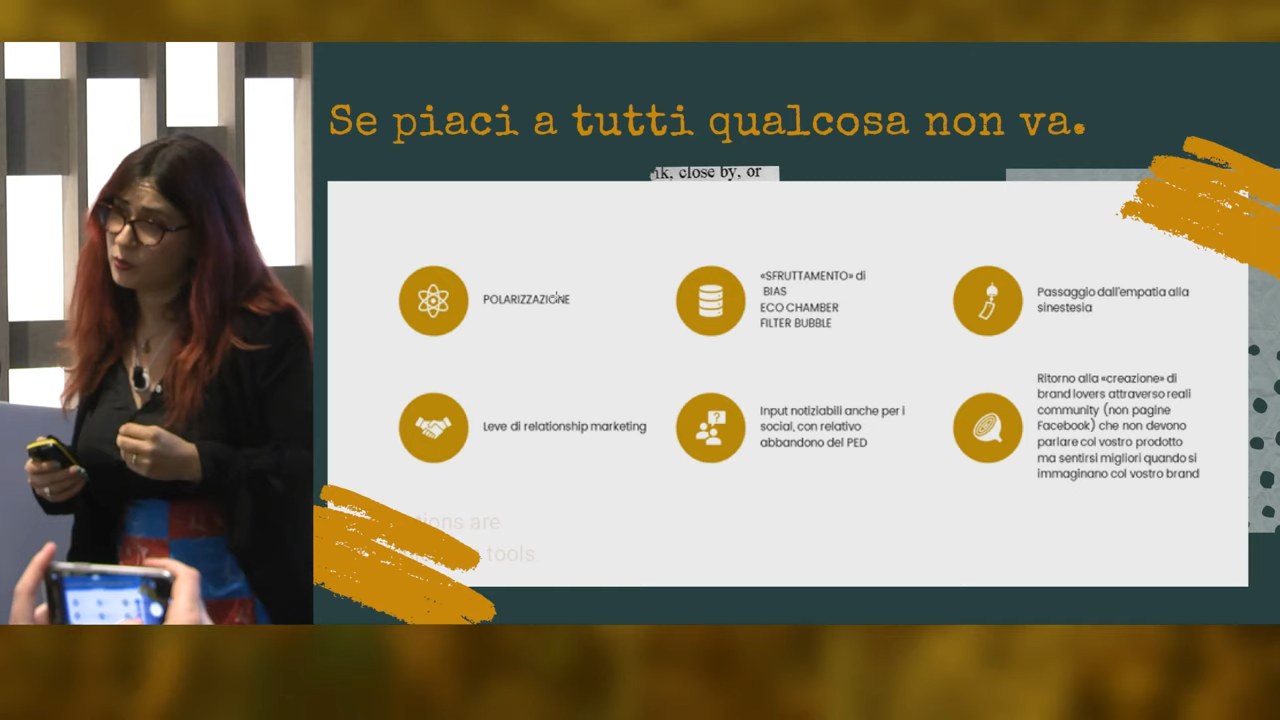 Se piaci a tutti qualcosa non va.
ık, close by, or
POLARIZZAZIONE
«SFRUTTAMENTO» di
BIAS
ECO CHAMBER
FILTER BUBBLE
Passaggio dall'empatia alla
sinestesia
Leve di relationship marketing
Input notiziabili anche per i
social, con relativo
abbandono del PED
Ritorno alla «creazione» di
brand lovers attraverso reali
community (non pagine
Facebook) che non devono
parlare col vostro prodotto
ma sentirsi migliori quando si
immaginano col vostro brand
are
tools.